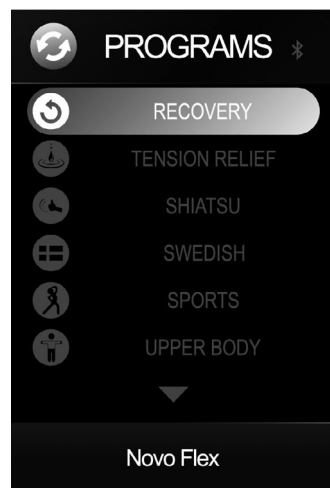 PROGRAMS
RECOVERY
TENSION RELIEF
SHIATSU
SWEDISH
SPORTS
UPPER BODY
Novo Flex